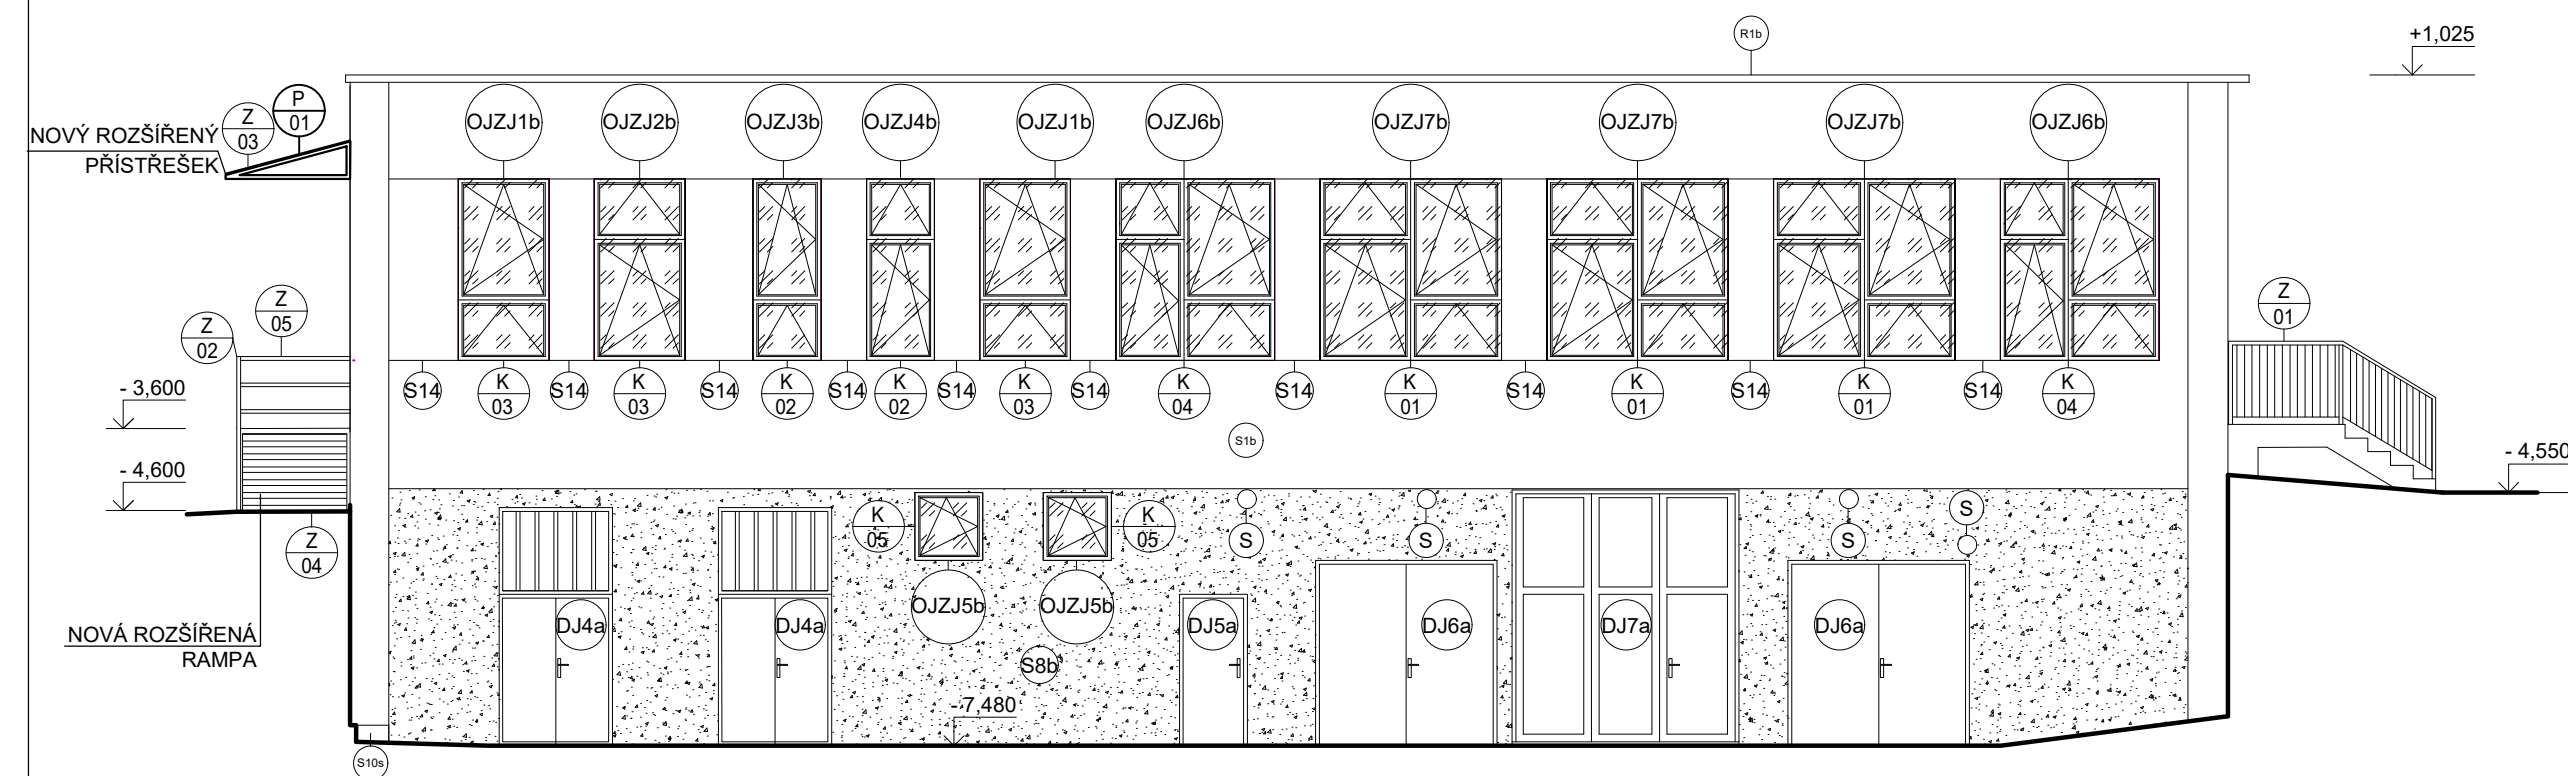 R1b
+1,025
P
01
Z
03
NOVÝ ROZŠÍŘENÝ
PŘÍSTŘEŠEK
OJZJ1b
OJZJ2b
OJZJ3b
OJZJ4b
OJZJ1b
OJZJ6b
OJZJ7b
OJZJ7b
OJZJ7b
OJZJ6b
Z
05
Z
02
Z
01
- 3,600
- 4,600
- 4,550
S14
K
03
S14
K
03
S14
K
02
S14
K
02
S14
K
03
S14
K
04
S14
K
01
S14
K
01
S14
K
01
S14
K
04
S1b
Z
04
K
05
K
05
S
S
S
S
OJZJ5b
OJZJ5b
DJ4a
DJ4a
DJ5a
DJ6a
DJ7a
DJ6a
NOVÁ ROZŠÍŘENÁ
RAMPA
S8b
- 7,480
S10s